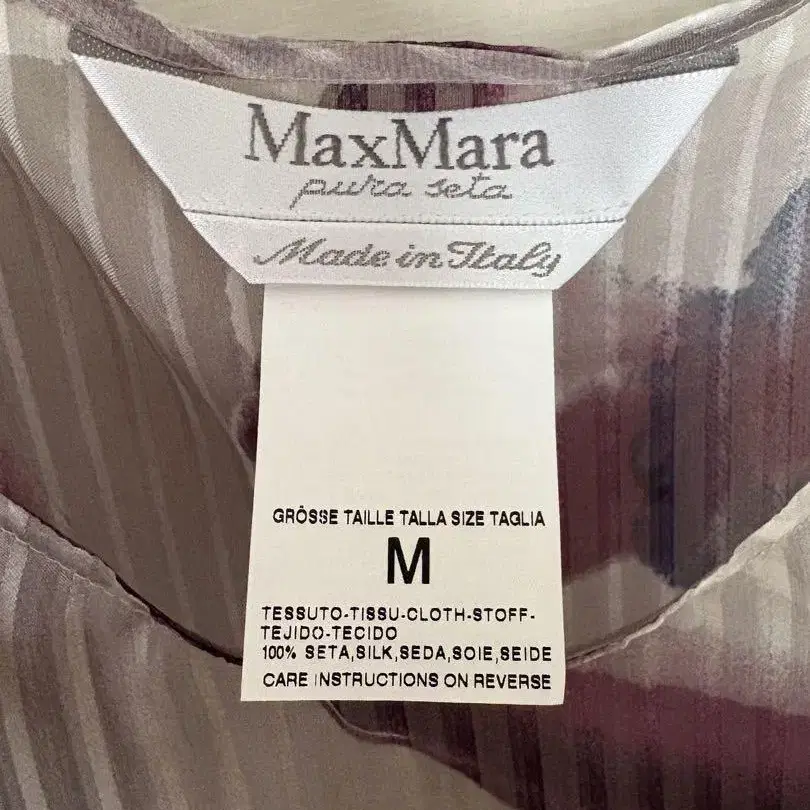 MaxMara
pura seta
Made in Italy
GRÖSSE TAILLE TALLA SIZE TAGLIA
M
TESSUTO-TISSU-CLOTH-STOFF-
TEJIDO-TECIDO
100% SETA,SILK,SEDA,SOIE,SEIDE
CARE INSTRUCTIONS ON REVERSE